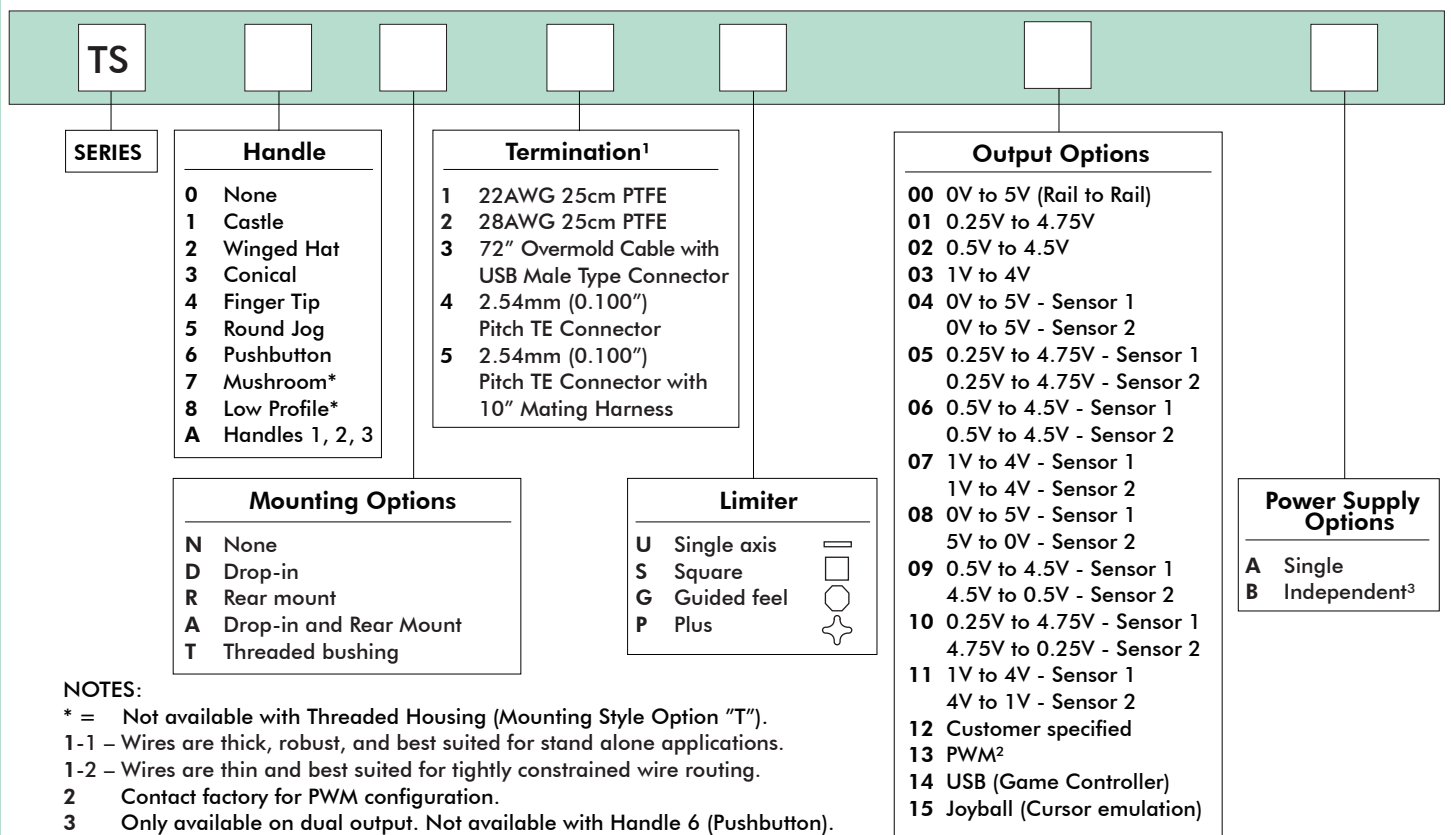 TS
SERIES
Handle
0 None
1 Castle
2 Winged Hat
3 Conical
4 Finger Tip
5 Round Jog
6 Pushbutton
7 Mushroom*
8 Low Profile*
A Handles 1, 2, 3
Mounting Options
N None
D Drop-in
R Rear mount
A Drop-in and Rear Mount
T Threaded bushing
Termination¹
1 22AWG 25cm PTFE
2 28AWG 25cm PTFE
3 72" Overmold Cable with
USB Male Type Connector
4 2.54mm (0.100")
Pitch TE Connector
5 2.54mm (0.100")
Pitch TE Connector with
10" Mating Harness
Limiter
U Single axis
S Square
G Guided feel
P Plus
Output Options
00 0V to 5V (Rail to Rail)
01 0.25V to 4.75V
02 0.5V to 4.5V
03 1V to 4V
04 0V to 5V - Sensor 1
0V to 5V - Sensor 2
05 0.25V to 4.75V - Sensor 1
0.25V to 4.75V - Sensor 2
06 0.5V to 4.5V - Sensor 1
0.5V to 4.5V - Sensor 2
07 1V to 4V - Sensor 1
1V to 4V - Sensor 2
08 0V to 5V - Sensor 1
5V to 0V - Sensor 2
09 0.5V to 4.5V - Sensor 1
4.5V to 0.5V - Sensor 2
10 0.25V to 4.75V - Sensor 1
4.75V to 0.25V - Sensor 2
11 1V to 4V - Sensor 1
4V to 1V - Sensor 2
12 Customer specified
13 PWM²
14 USB (Game Controller)
15 Joyball (Cursor emulation)
Power Supply
Options
A Single
B Independent³
NOTES:
* = Not available with Threaded Housing (Mounting Style Option "T").
1-1 – Wires are thick, robust, and best suited for stand alone applications.
1-2 – Wires are thin and best suited for tightly constrained wire routing.
2 Contact factory for PWM configuration.
3 Only available on dual output. Not available with Handle 6 (Pushbutton).